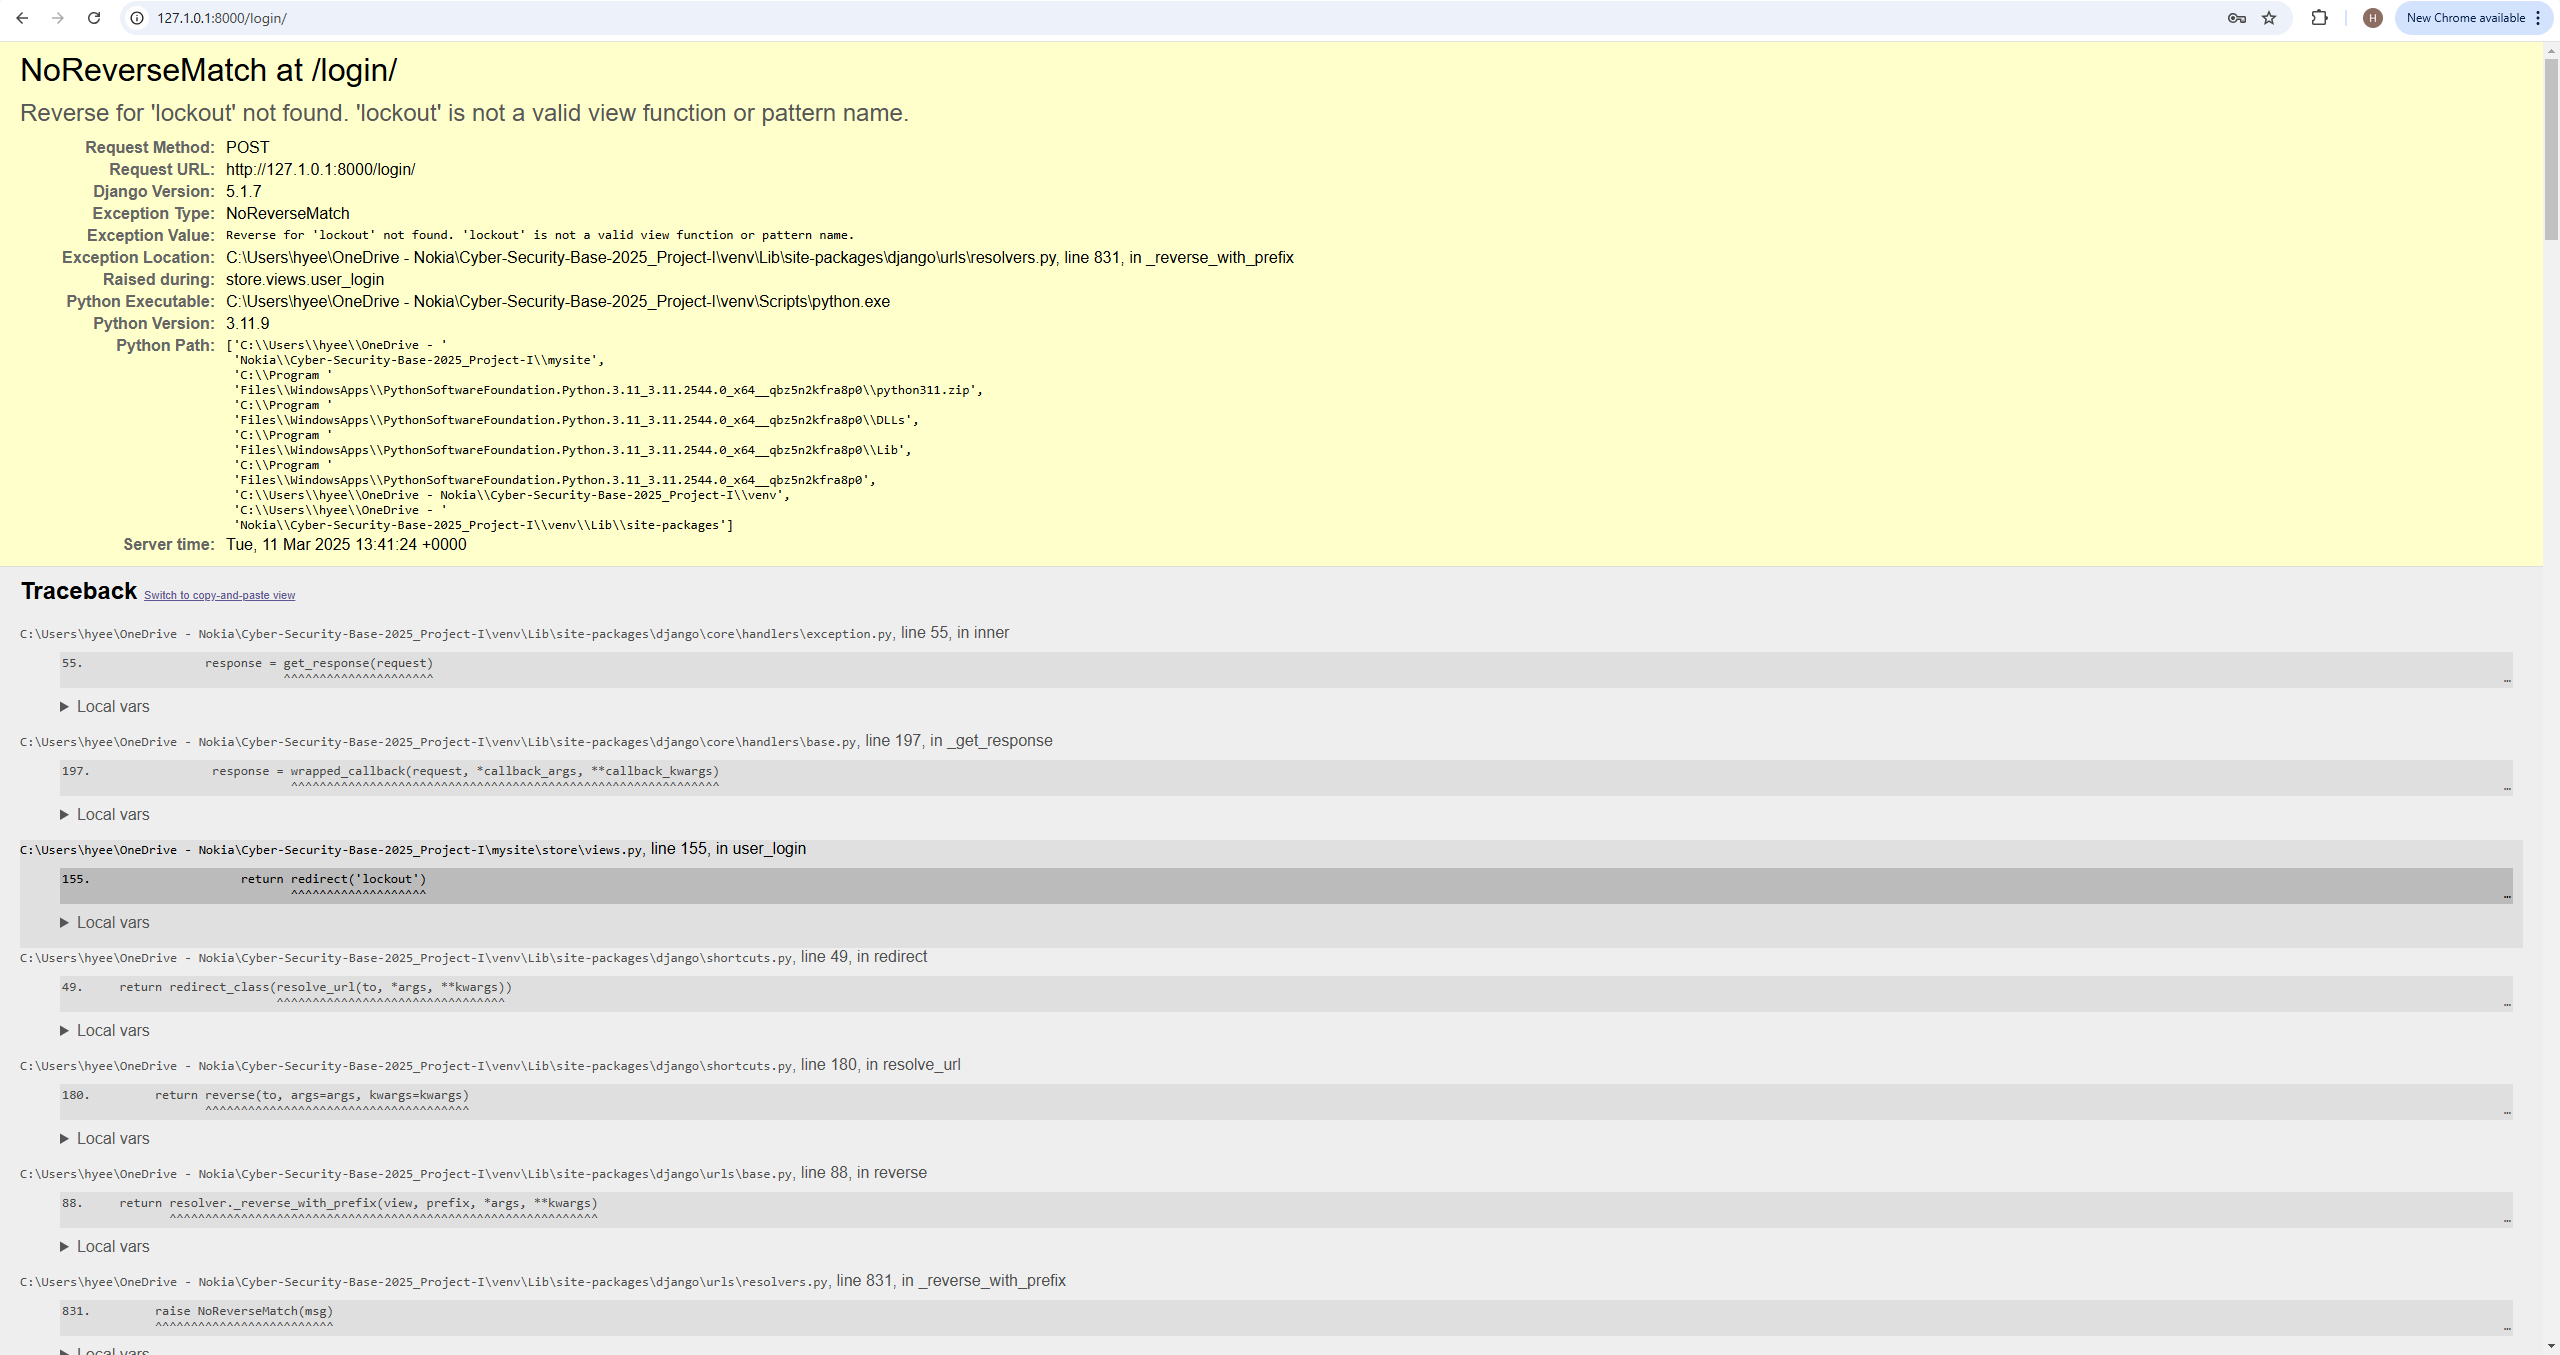 127.1.0.1:8000/login/
H
New Chrome available
NoReverseMatch at /login/
Reverse for 'lockout' not found. 'lockout' is not a valid view function or pattern name.
Request Method: POST
Request URL: http://127.1.0.1:8000/login/
Django Version: 5.1.7
Exception Type: NoReverseMatch
Exception Value: Reverse for 'lockout' not found. 'lockout' is not a valid view function or pattern name.
Exception Location: C:\Users\hyee\OneDrive - Nokia\Cyber-Security-Base-2025_Project-I\venv\Lib\site-packages\django\urls\resolvers.py, line 831, in _reverse_with_prefix
Raised during: store.views.user_login
Python Executable: C:\Users\hyee\OneDrive - Nokia\Cyber-Security-Base-2025_Project-I\venv\Scripts\python.exe
Python Version: 3.11.9
Python Path: ['C:\\Users\\hyee\\OneDrive - '
'Nokia\\Cyber-Security-Base-2025_Project-I\\mysite',
'C:\\Program '
'Files\\WindowsApps\\PythonSoftwareFoundation.Python.3.11_3.11.2544.0_x64__qbz5n2kfra8p0\\python311.zip',
'C:\\Program '
'Files\\WindowsApps\\PythonSoftwareFoundation.Python.3.11_3.11.2544.0_x64__qbz5n2kfra8p0\\DLLs',
'C:\\Program '
'Files\\WindowsApps\\PythonSoftwareFoundation.Python.3.11_3.11.2544.0_x64__qbz5n2kfra8p0\\Lib',
'C:\\Program '
'Files\\WindowsApps\\PythonSoftwareFoundation.Python.3.11_3.11.2544.0_x64__qbz5n2kfra8p0',
'C:\\Users\\hyee\\OneDrive - Nokia\\Cyber-Security-Base-2025_Project-I\\venv',
'C:\\Users\\hyee\\OneDrive - '
'Nokia\\Cyber-Security-Base-2025_Project-I\\venv\\Lib\\site-packages']
Server time: Tue, 11 Mar 2025 13:41:24 +0000
Traceback Switch to copy-and-paste view
C:\Users\hyee\OneDrive - Nokia\Cyber-Security-Base-2025_Project-I\venv\Lib\site-packages\django\core\handlers\exception.py, line 55, in inner
55. response = get_response(request)
^^^^^^^^^^^^^^^^^^^^^
…
Local vars
C:\Users\hyee\OneDrive - Nokia\Cyber-Security-Base-2025_Project-I\venv\Lib\site-packages\django\core\handlers\base.py, line 197, in _get_response
197. response = wrapped_callback(request, *callback_args, **callback_kwargs)
^^^^^^^^^^^^^^^^^^^^^^^^^^^^^^^^^^^^^^^^^^^^^^^^^^^^^^^^^^^^
…
Local vars
C:\Users\hyee\OneDrive - Nokia\Cyber-Security-Base-2025_Project-I\mysite\store\views.py, line 155, in user_login
155. return redirect('lockout')
^^^^^^^^^^^^^^^^^^^
…
Local vars
C:\Users\hyee\OneDrive - Nokia\Cyber-Security-Base-2025_Project-I\venv\Lib\site-packages\django\shortcuts.py, line 49, in redirect
49. return redirect_class(resolve_url(to, *args, **kwargs))
^^^^^^^^^^^^^^^^^^^^^^^^^^^^^^^^
…
Local vars
C:\Users\hyee\OneDrive - Nokia\Cyber-Security-Base-2025_Project-I\venv\Lib\site-packages\django\shortcuts.py, line 180, in resolve_url
180. return reverse(to, args=args, kwargs=kwargs)
^^^^^^^^^^^^^^^^^^^^^^^^^^^^^^^^^^^^^
…
Local vars
C:\Users\hyee\OneDrive - Nokia\Cyber-Security-Base-2025_Project-I\venv\Lib\site-packages\django\urls\base.py, line 88, in reverse
88. return resolver._reverse_with_prefix(view, prefix, *args, **kwargs)
^^^^^^^^^^^^^^^^^^^^^^^^^^^^^^^^^^^^^^^^^^^^^^^^^^^^^^^^^^^^
…
Local vars
C:\Users\hyee\OneDrive - Nokia\Cyber-Security-Base-2025_Project-I\venv\Lib\site-packages\django\urls\resolvers.py, line 831, in _reverse_with_prefix
831. raise NoReverseMatch(msg)
^^^^^^^^^^^^^^^^^^^^^^^^^
…
Local vars